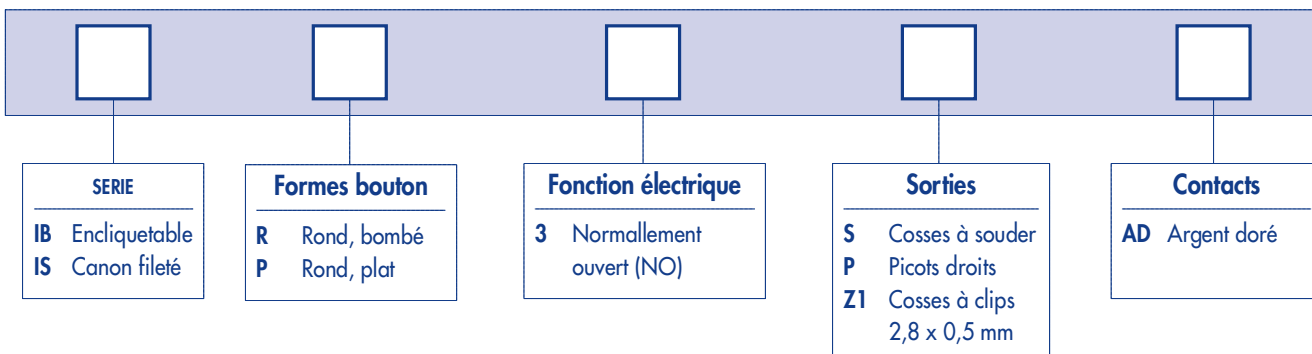 SERIE
IB Encliquetable
IS Canon fileté
Formes bouton
R Rond, bombé
P Rond, plat
Fonction électrique
3 Normallement
ouvert (NO)
Sorties
S Cosses à souder
P Picots droits
Z1 Cosses à clips
2,8 x 0,5 mm
Contacts
AD Argent doré